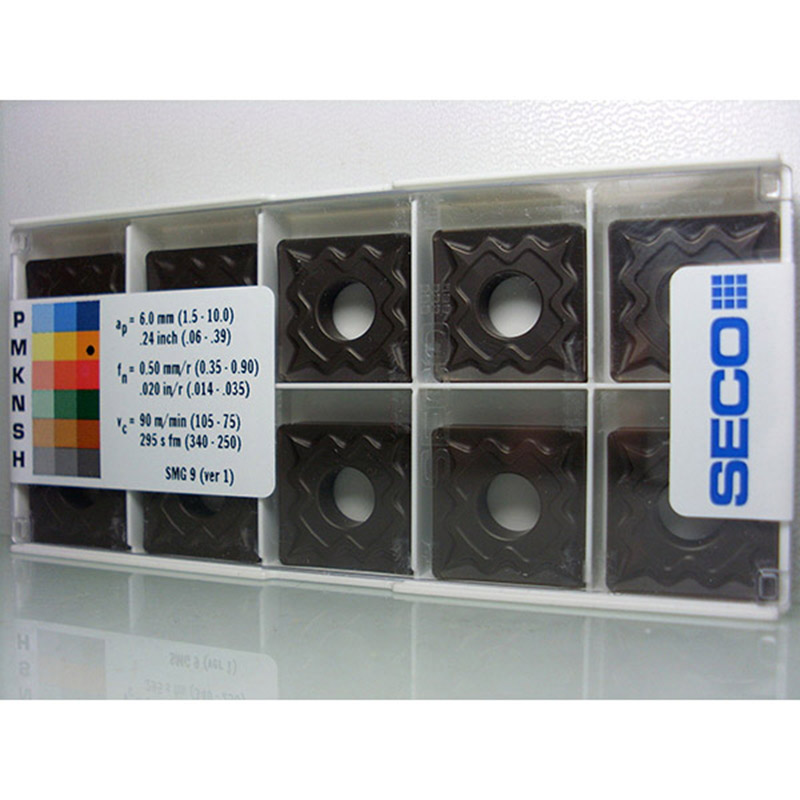 P
M
K
N
S
H
ap = 6.0 mm (1.5 - 10.0)
.24 inch (.06 - .39)
fn = 0.50 mm/r (0.35 - 0.90)
.020 in/r (.014 - .035)
vc = 90 m/min (105 - 75)
295 s fm (340 - 250)
SMG 9 (ver 1)
SECO